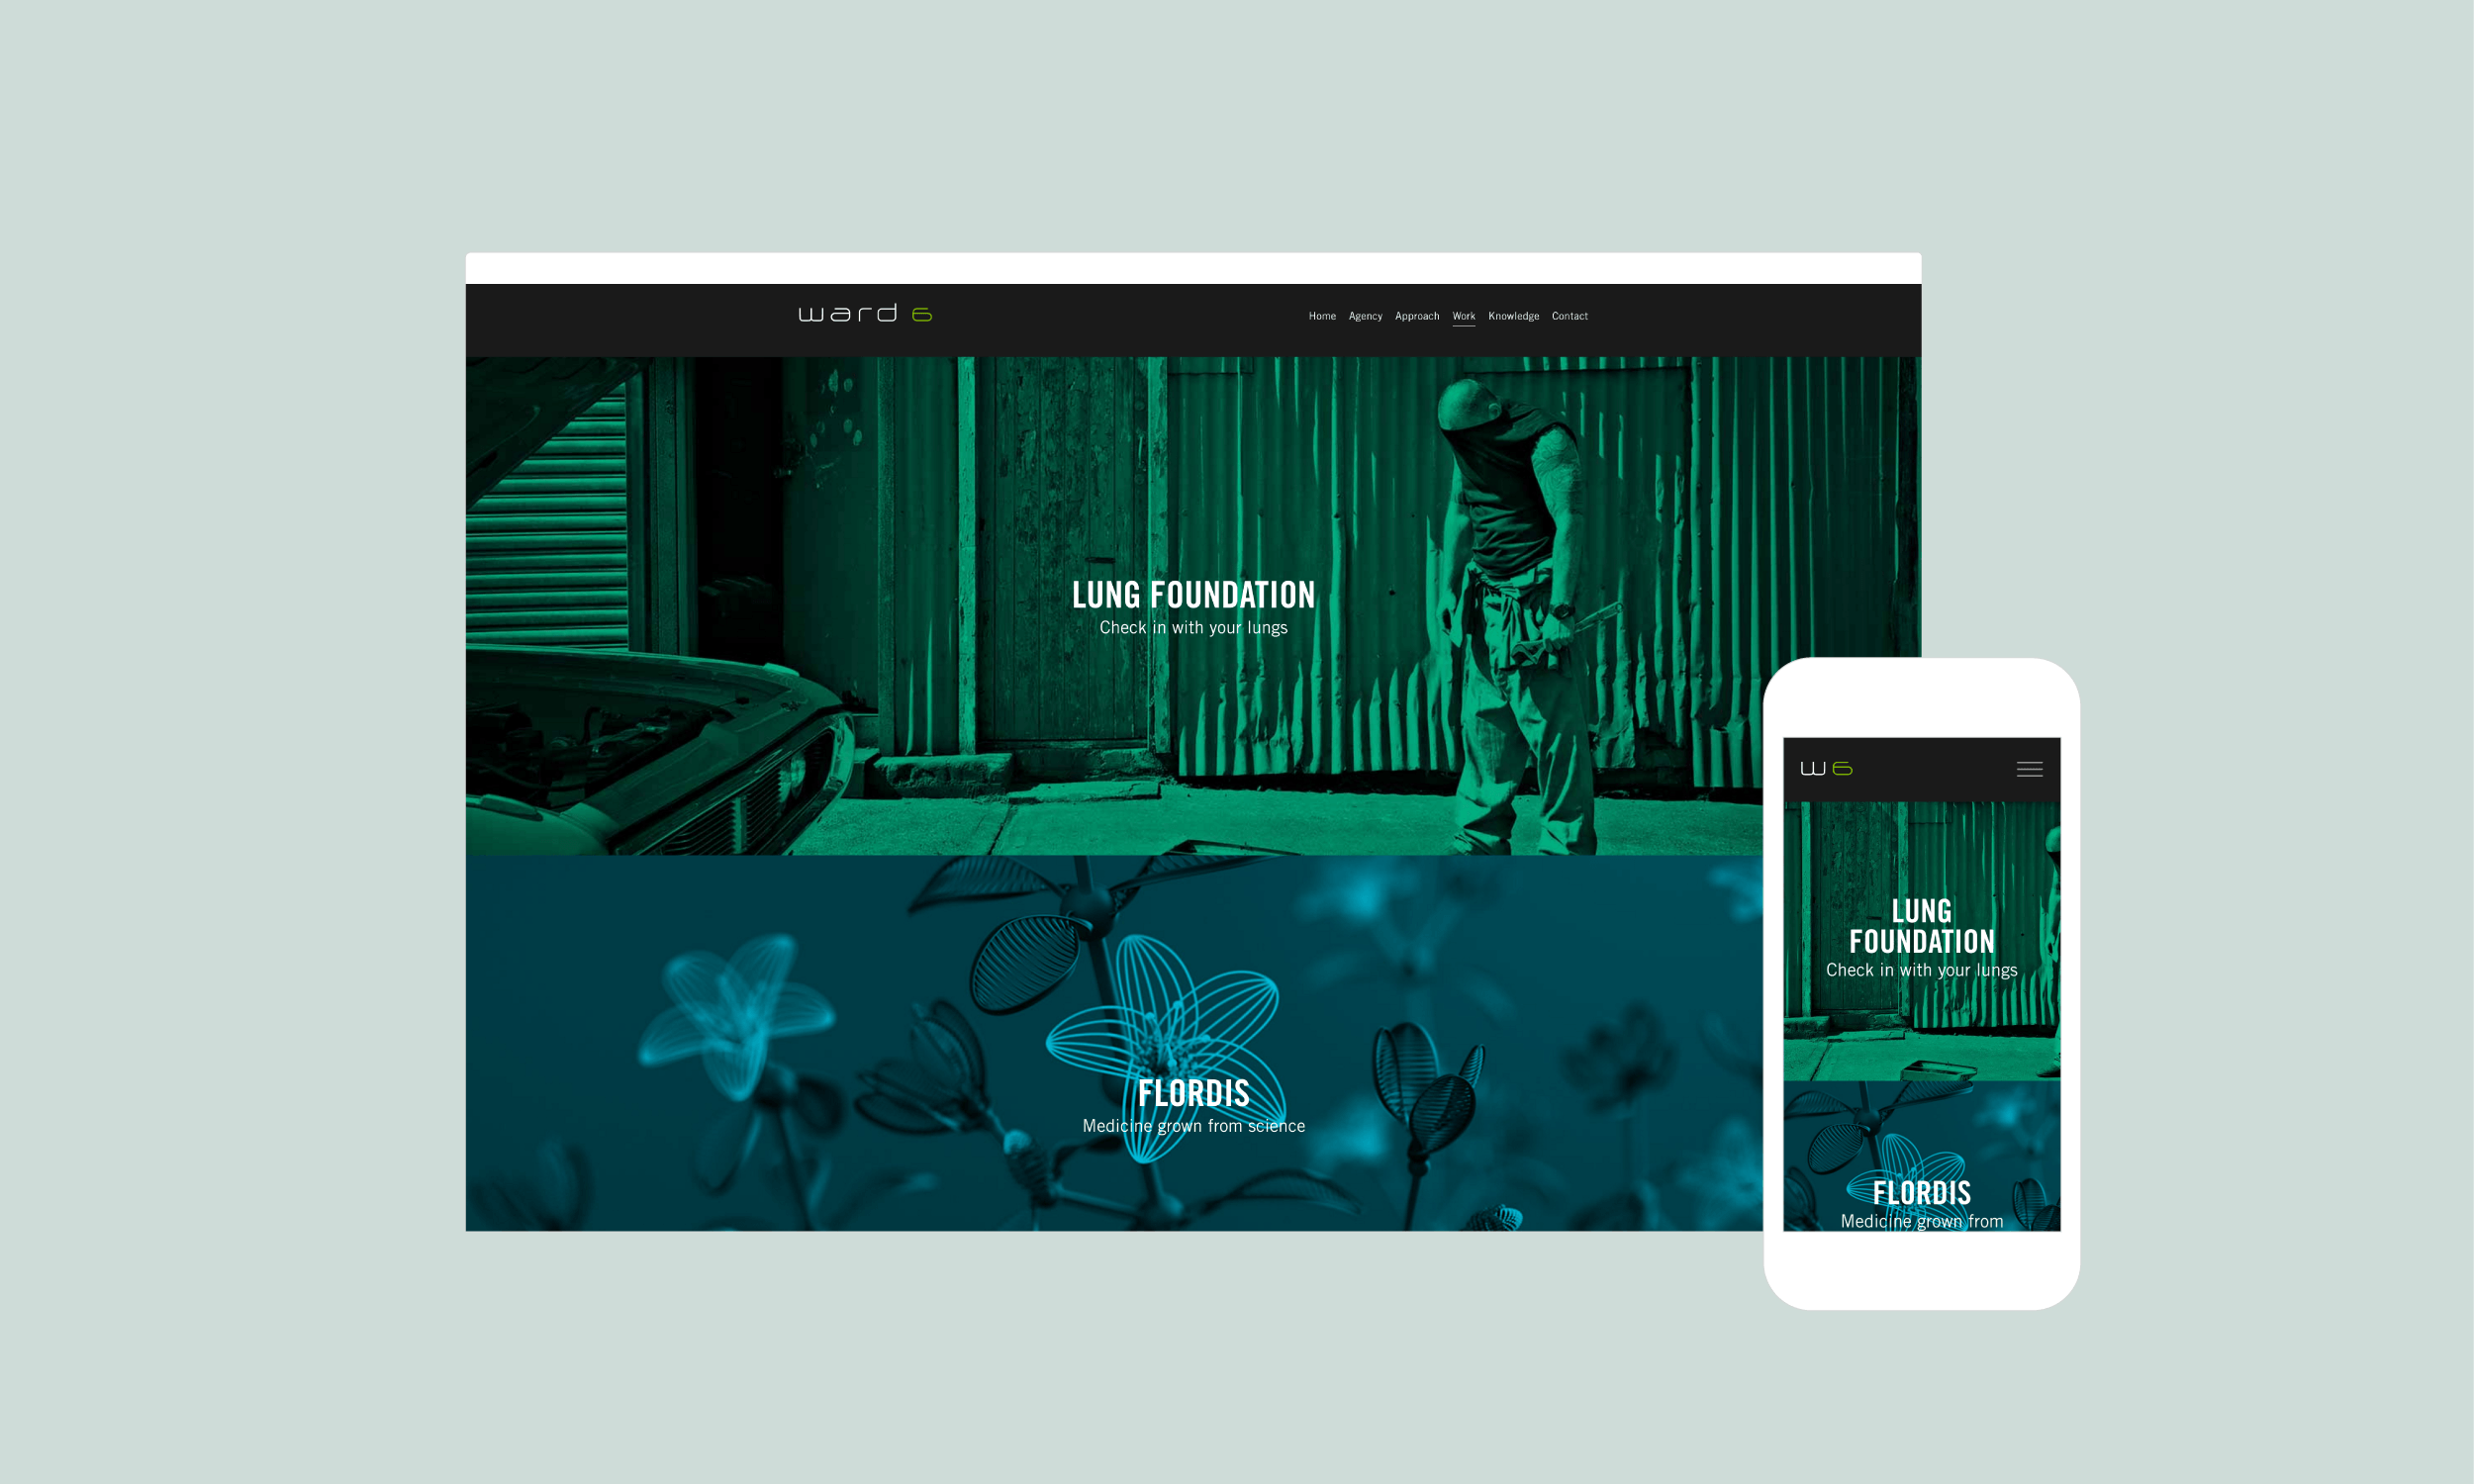 ward 6
Home Agency Approach Work Knowledge Contact
LUNG FOUNDATION
Check in with your lungs
FLORDIS
Medicine grown from science
W6
LUNG
FOUNDATION
Check in with your lungs
FLORDIS
Medicine grown from